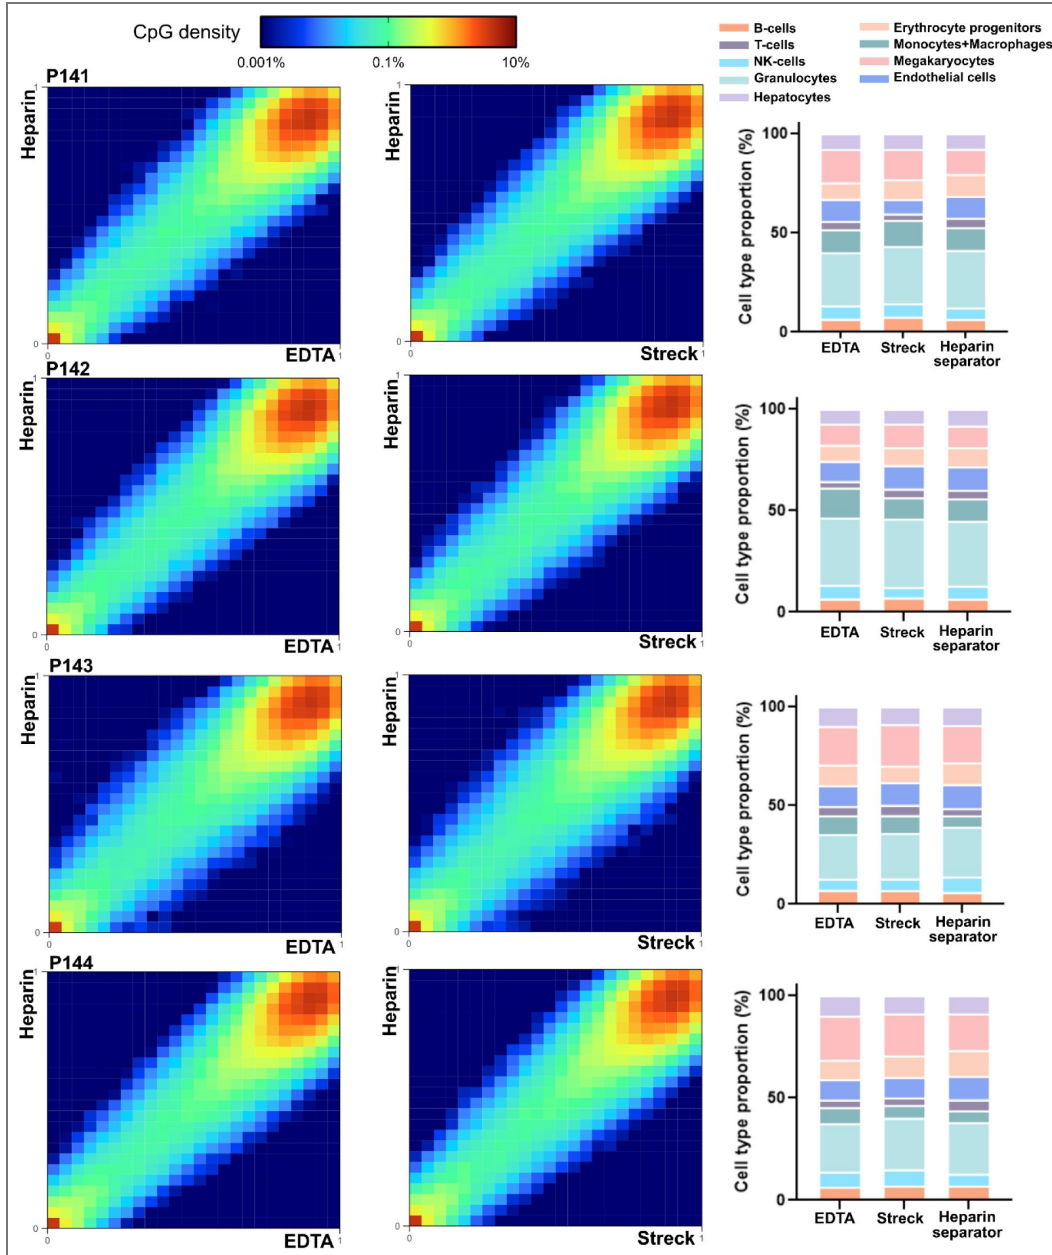 CpG density
0.001% 0.1% 10%
B-cells
T-cells
NK-cells
Granulocytes
Hepatocytes
Erythrocyte progenitors
Monocytes+Macrophages
Megakaryocytes
Endothelial cells
P141
Heparin
1
0
0 EDTA 1
Heparin
1
0
0 Streck 1
Cell type proportion (%)
100
50
0
EDTA Streck Heparin
separator
P142
Heparin
1
0
0 EDTA 1
1
0
0 Streck 1
Cell type proportion (%)
100
50
0
EDTA Streck Heparin
separator
P143
Heparin
1
0
0 EDTA 1
Heparin
1
0
0 Streck 1
Cell type proportion (%)
100
50
0
EDTA Streck Heparin
separator
P144
Heparin
1
0
0 EDTA 1
Heparin
1
0
0 Streck 1
Cell type proportion (%)
100
50
0
EDTA Streck Heparin
separator